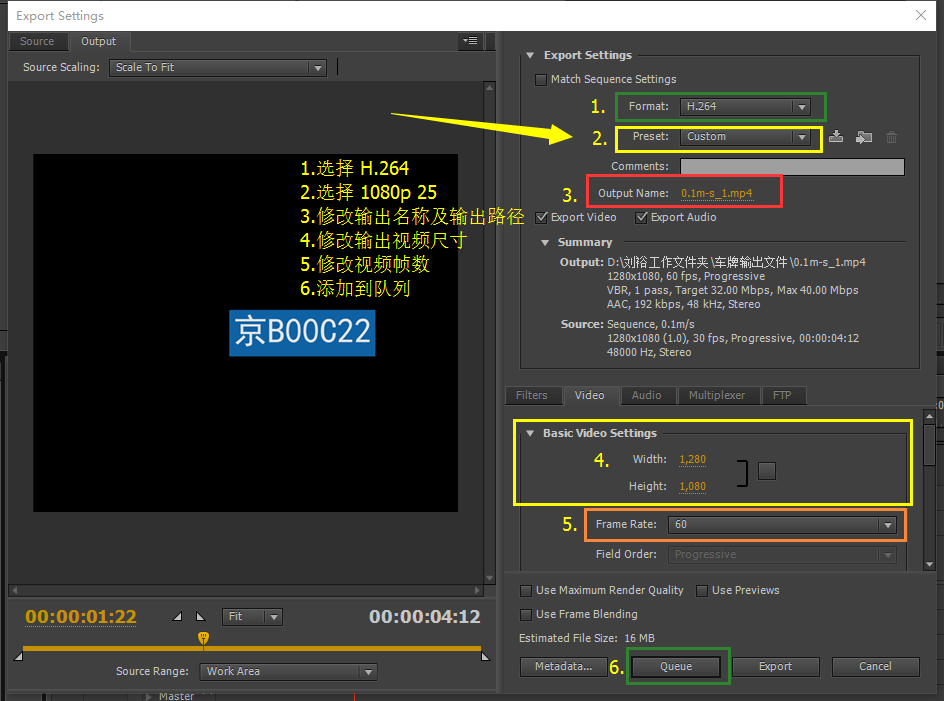 Export Settings
Source
Output
Source Scaling: Scale To Fit
1.选择 H.264
2.选择 1080p 25
3.修改输出名称及输出路径
4.修改输出视频尺寸
5.修改视频帧数
6.添加到队列
京B00C22
00:00:01:22
Fit
00:00:04:12
Source Range: Work Area
Master
Export Settings
Match Sequence Settings
1. Format: H.264
2. Preset: Custom
Comments:
3. Output Name: 0.1m-s_1.mp4
Export Video Export Audio
Summary
Output: D:\刘裕工作文件夹\车牌输出文件\0.1m-s_1.mp4
1280x1080, 60 fps, Progressive
VBR, 1 pass, Target 32.00 Mbps, Max 40.00 Mbps
AAC, 192 kbps, 48 kHz, Stereo
Source: Sequence, 0.1m/s
1280x1080 (1.0), 30 fps, Progressive, 00:00:04:12
48000 Hz, Stereo
Filters Video Audio Multiplexer FTP
Basic Video Settings
4. Width: 1,280
Height: 1,080
5. Frame Rate: 60
Field Order: Progressive
Use Maximum Render Quality Use Previews
Use Frame Blending
Estimated File Size: 16 MB
Metadata... 6. Queue Export Cancel